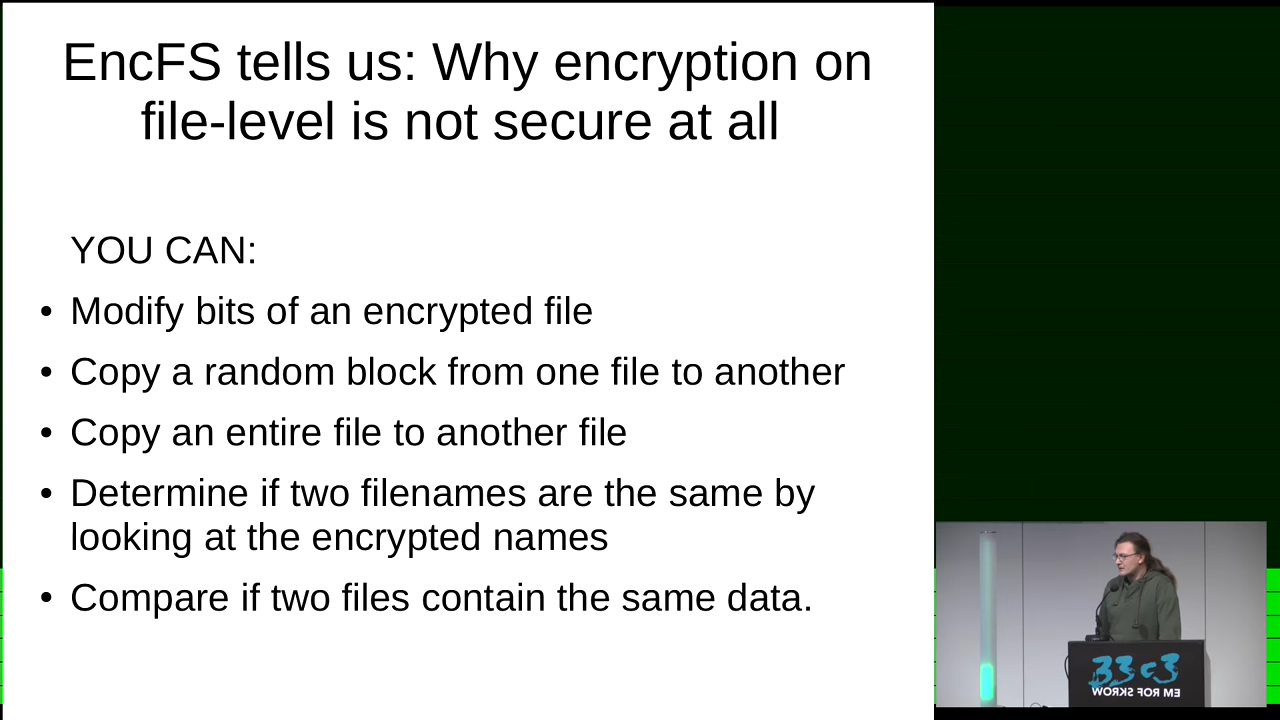 EncFS tells us: Why encryption on
file-level is not secure at all
YOU CAN:
• Modify bits of an encrypted file
• Copy a random block from one file to another
• Copy an entire file to another file
• Determine if two filenames are the same by
looking at the encrypted names
• Compare if two files contain the same data.
33c3
WORKS FOR ME